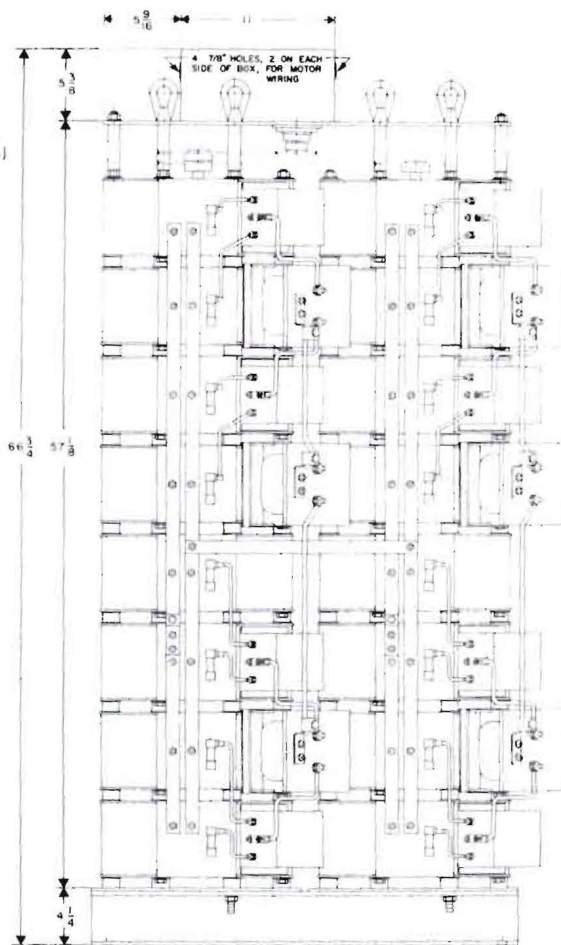 5 9/16
11
4 7/8" HOLES, 2 ON EACH
SIDE OF BOX, FOR MOTOR
WIRING
5 3/8
66 3/4
57 1/8
4 1/4